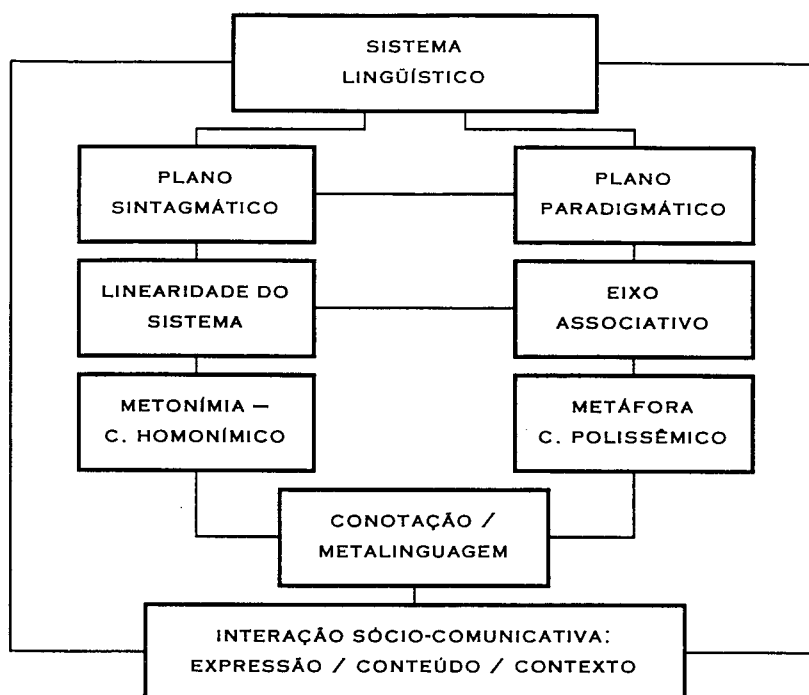 SISTEMA
LINGÜÍSTICO
PLANO
SINTAGMÁTICO
PLANO
PARADIGMÁTICO
LINEARIDADE DO
SISTEMA
EIXO
ASSOCIATIVO
METONÍMIA –
C. HOMONÍMICO
METÁFORA
C. POLISSÊMICO
CONOTAÇÃO /
METALINGUAGEM
INTERAÇÃO SÓCIO-COMUNICATIVA:
EXPRESSÃO / CONTEÚDO / CONTEXTO